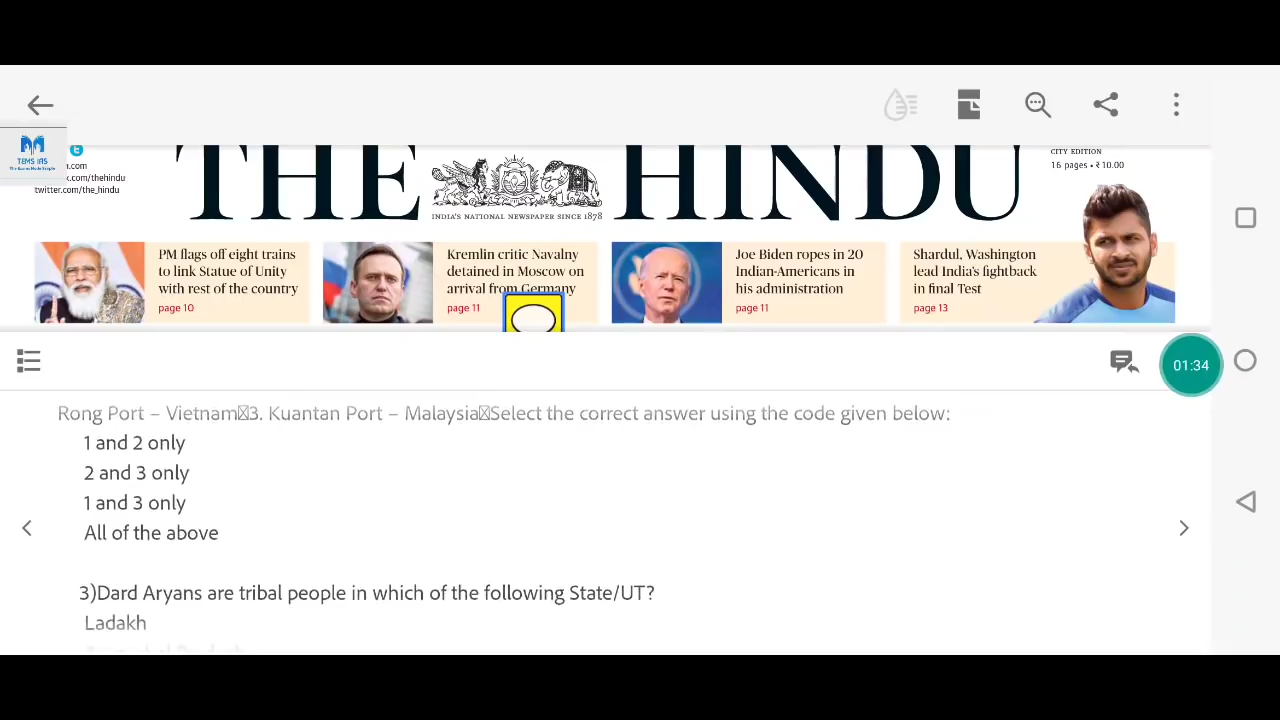 TEMS IAS
k.com/thehindu
twitter.com/the_hindu
THE HINDU
INDIA'S NATIONAL NEWSPAPER SINCE 1878
CITY EDITION
16 pages • ₹ 10.00
PM flags off eight trains
to link Statue of Unity
with rest of the country
page 10
Kremlin critic Navalny
detained in Moscow on
arrival from Germany
page 11
Joe Biden ropes in 20
Indian-Americans in
his administration
page 11
Shardul, Washington
lead India's fightback
in final Test
page 13
01:34
Rong Port – Vietnam 3. Kuantan Port – Malaysia Select the correct answer using the code given below:
1 and 2 only
2 and 3 only
1 and 3 only
All of the above
3)Dard Aryans are tribal people in which of the following State/UT?
Ladakh